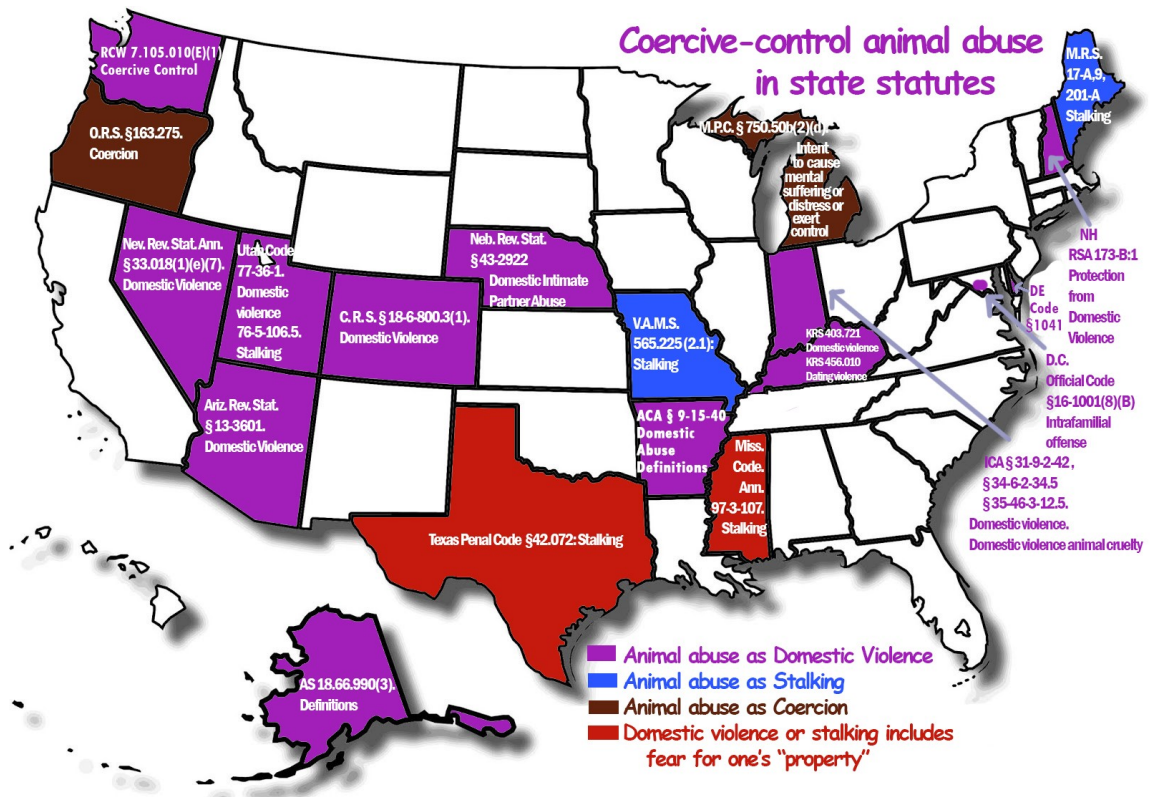 Coercive-control animal abuse
in state statutes
RCW 7.105.010(E)(1)
Coercive Control
O.R.S. §163.275.
Coercion
Nev. Rev. Stat. Ann.
§ 33.018(1)(e)(7).
Domestic Violence
Utah Code
77-36-1.
Domestic
violence
76-5-106.5.
Stalking
Ariz. Rev. Stat.
§ 13-3601.
Domestic Violence
C. R. S. § 18-6-800.3(1).
Domestic Violence
Neb. Rev. Stat.
§ 43-2922
Domestic Intimate
Partner Abuse
V.A.M.S.
565.225 (2.1):
Stalking
ACA § 9-15-40
Domestic
Abuse
Definitions
Miss.
Code.
Ann.
97-3-107.
Stalking
Texas Penal Code §42.072: Stalking
AS 18.66.990(3).
Definitions
M.P.C. § 750.50b(2)(d).
Intent
to cause
mental
suffering or
distress or
exert
control
KRS 403.721
Domestic violence
KRS 456.010
Dating violence
M.R.S.
17-A,9,
201-A
Stalking
NH
RSA 173-B:1
Protection
from
Domestic
Violence
DE
Code
§1041
D.C.
Official Code
§16-1001(8)(B)
Intrafamilial
offense
ICA § 31-9-2-42 ,
§ 34-6-2-34.5
§ 35-46-3-12.5.
Domestic violence.
Domestic violence animal cruelty
Animal abuse as Domestic Violence
Animal abuse as Stalking
Animal abuse as Coercion
Domestic violence or stalking includes
fear for one's "property"